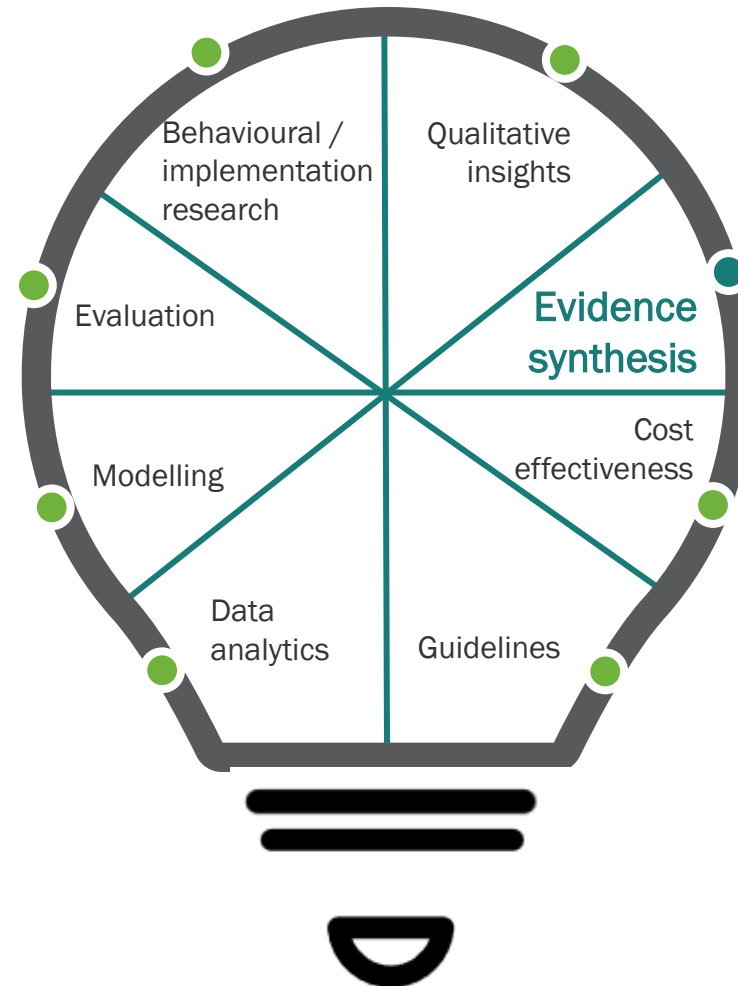 Behavioural /
implementation
research
Qualitative
insights
Evaluation
Evidence
synthesis
Modelling
Cost
effectiveness
Data
analytics
Guidelines